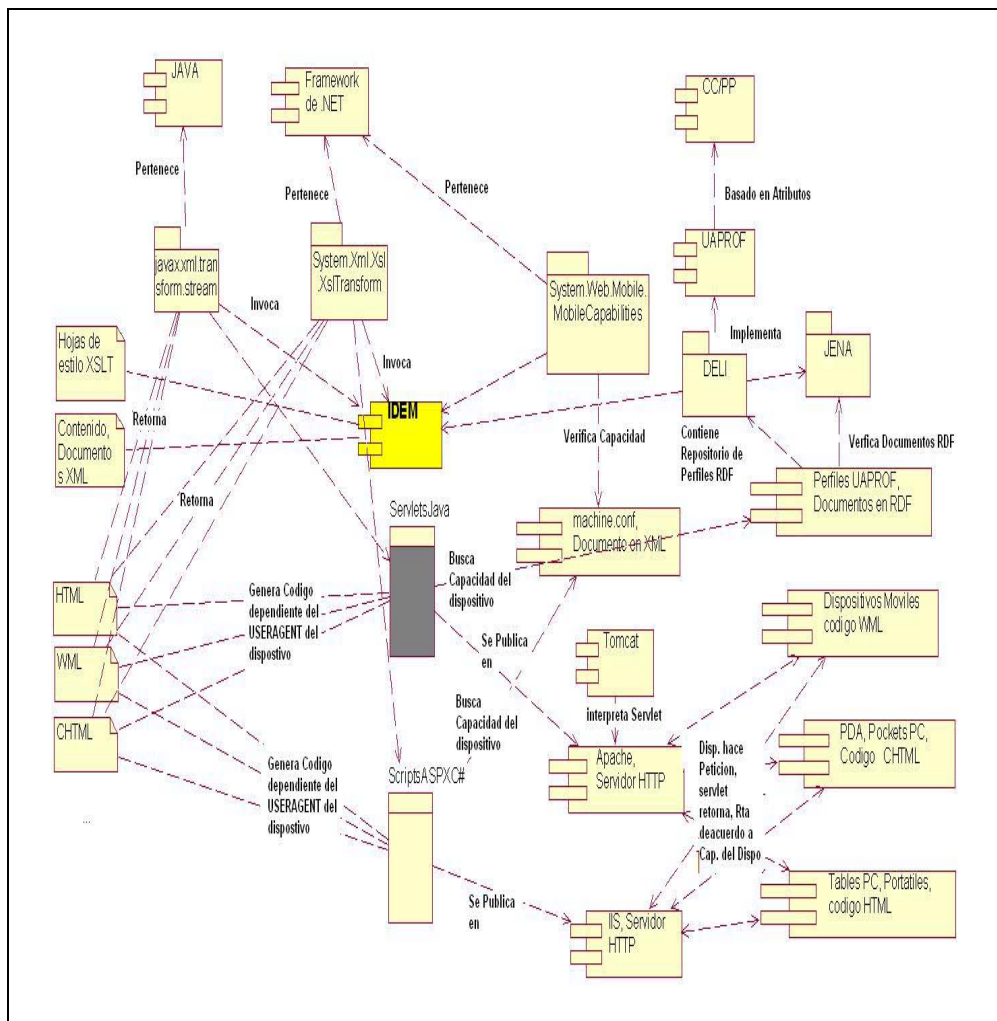 JAVA
Framework
de .NET
CC/PP
Pertenece
Pertenece
Pertenece
Basado en Atributos
javax.xml.tran
sform.stream
System.Xml.Xsl
.XslTransform
UAPROF
System.Web.Mobile.
MobileCapabilities
Invoca
Implementa
Hojas de
estilo XSLT
Invoca
DELI
JENA
Retorna
IDEM
Contenido,
Documento
s XML
Verifica Capacidad
Contiene
Repositorio de
Perfiles RDF
Verfica Documentos RDF
Retorna
Perfiles UAPROF,
Documentos en RDF
ServletsJava
machine.conf,
Documento en XML
Busca
Capacidad del
dispositivo
HTML
Genera Codigo
dependiente del
USERAGENT del
dispostivo
Dispositivos Moviles
codigo WML
Se Publica
en
Tomcat
WML
Busca
Capacidad del
dispositivo
interpreta Servlet
CHTML
Disp. hace
Peticion,
servlet
retorna, Rta
deacuerdo a
Cap. del Dispo
PDA, Pockets PC,
Codigo CHTML
Genera Codigo
dependiente del
USERAGENT del
dispostivo
ScriptsASPXC#
Apache,
Servidor HTTP
...
Tables PC, Portatiles,
codigo HTML
Se Publica
en
IIS, Servidor
HTTP